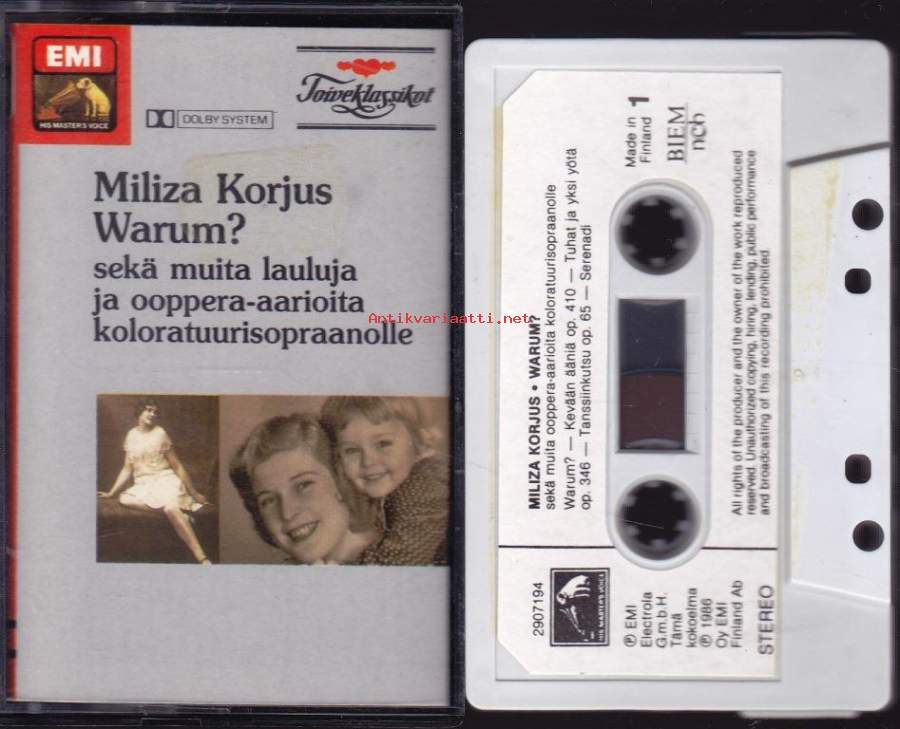 EMI
HIS MASTER'S VOICE
DOLBY SYSTEM
Toiveklassikot
Miliza Korjus
Warum?
sekä muita lauluja
ja ooppera-aarioita
koloratuurisopraanolle
Antikvariaatti.net
MILIZA KORJUS • WARUM?
sekä muita ooppera-aarioita koloratuurisopraanolle
Warum? — Kevään ääniä op. 410 — Tuhat ja yksi yötä
op. 346 — Tanssiinkutsu op. 65 — Serenadi
Made in
Finland
1
BIEM
ncb
All rights of the producer and the owner of the work reproduced
reserved. Unauthorized copying, hiring, lending, public performance
and broadcasting of this recording prohibited.
2907194
HIS MASTER'S VOICE
℗ EMI
Electrola
G.m.b.H.
Tämä
kokoelma
℗ 1986
Oy EMI
Finland Ab
STEREO